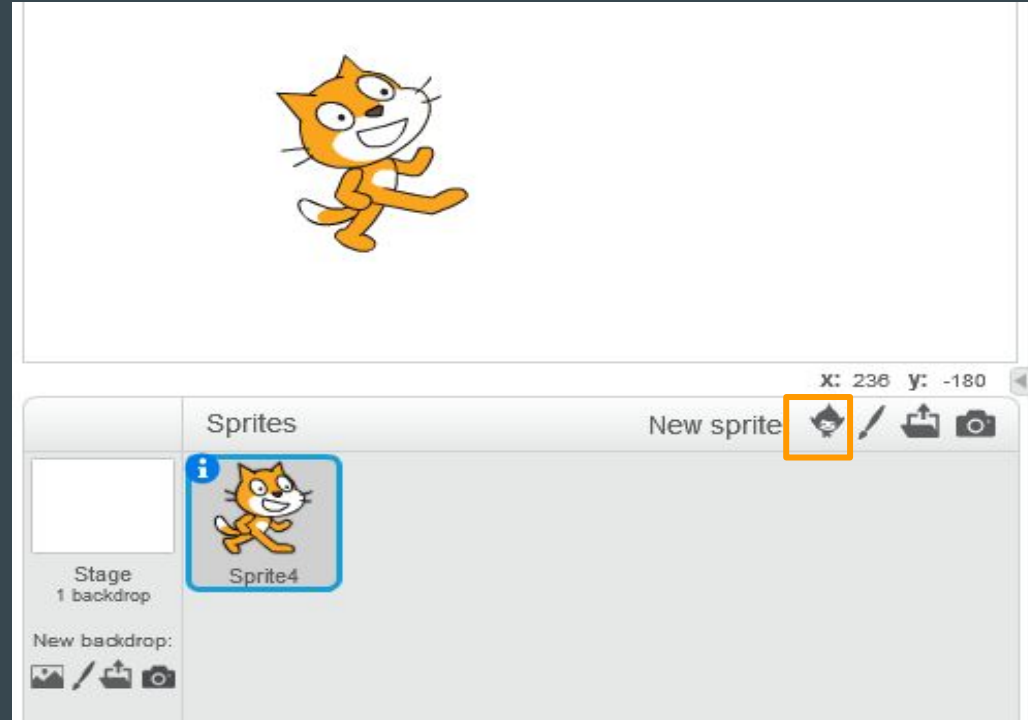 x: 236 y: -180
Sprites
New sprite
i
Sprite4
Stage
1 backdrop
New backdrop: